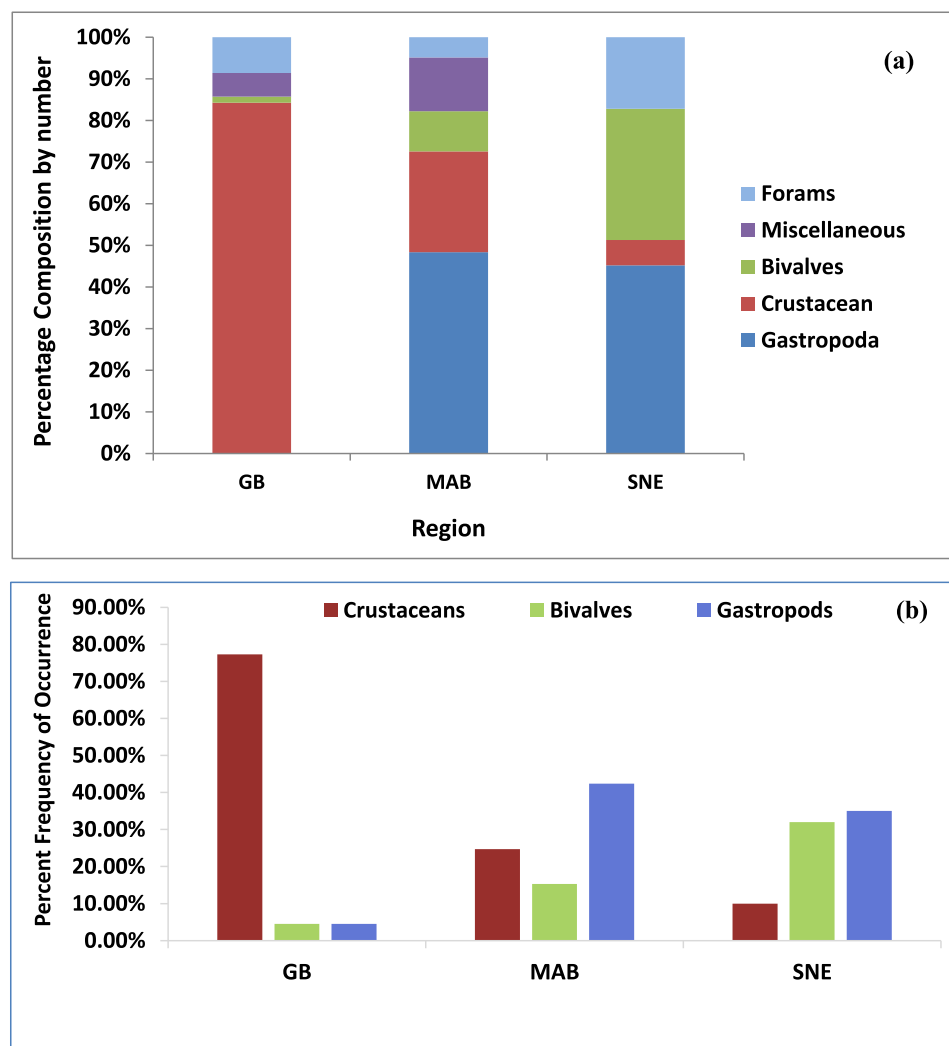 100%
90%
80%
70%
60%
50%
40%
30%
20%
10%
0%
Percentage Composition by number
(a)
Forams
Miscellaneous
Bivalves
Crustacean
Gastropoda
GB MAB SNE
Region
90.00%
80.00%
70.00%
60.00%
50.00%
40.00%
30.00%
20.00%
10.00%
0.00%
Percent Frequency of Occurrence
Crustaceans Bivalves Gastropods (b)
GB MAB SNE